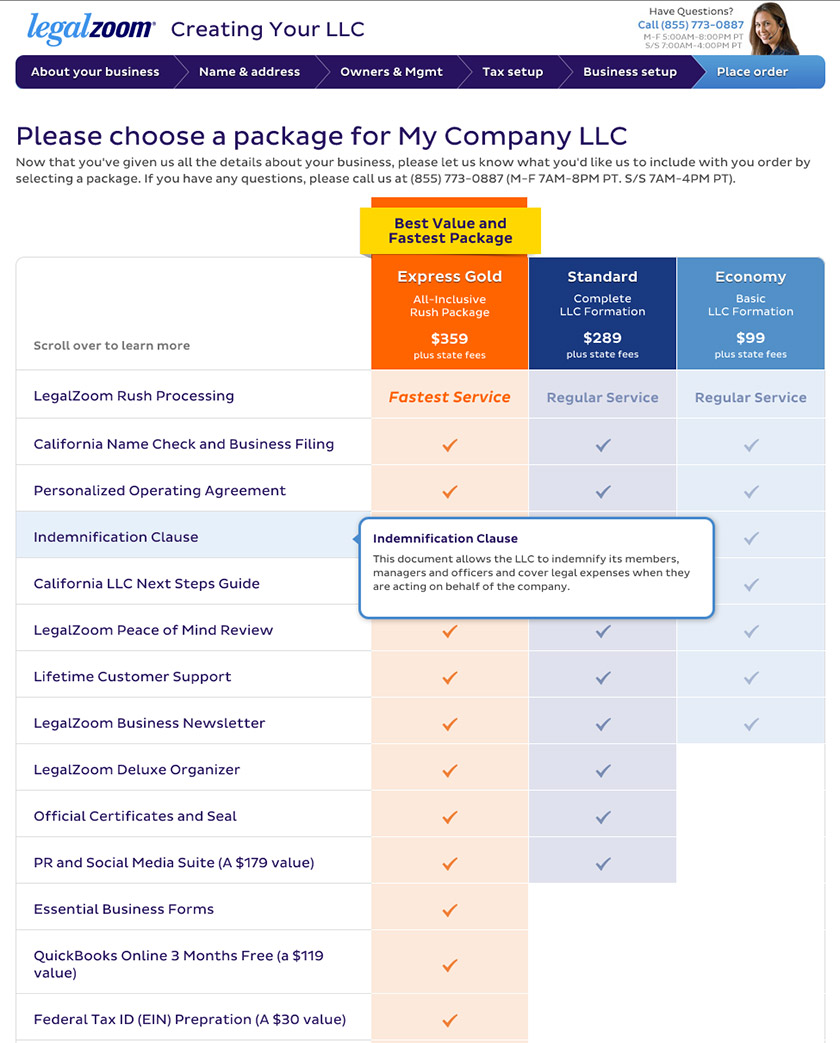 legalzoom Creating Your LLC
Have Questions?
Call (855) 773-0887
M-F 5:00AM-8:00PM PT
S/S 7:00AM-4:00PM PT
About your business
Name & address
Owners & Mgmt
Tax setup
Business setup
Place order
Please choose a package for My Company LLC
Now that you've given us all the details about your business, please let us know what you'd like us to include with you order by
selecting a package. If you have any questions, please call us at (855) 773-0887 (M-F 7AM-8PM PT. S/S 7AM-4PM PT).
Best Value and
Fastest Package
Scroll over to learn more
Express Gold
All-Inclusive
Rush Package
$359
plus state fees
Standard
Complete
LLC Formation
$289
plus state fees
Economy
Basic
LLC Formation
$99
plus state fees
LegalZoom Rush Processing
Fastest Service
Regular Service
Regular Service
California Name Check and Business Filing
Personalized Operating Agreement
Indemnification Clause
Indemnification Clause
This document allows the LLC to indemnify its members,
managers and officers and cover legal expenses when they
are acting on behalf of the company.
California LLC Next Steps Guide
LegalZoom Peace of Mind Review
Lifetime Customer Support
LegalZoom Business Newsletter
LegalZoom Deluxe Organizer
Official Certificates and Seal
PR and Social Media Suite (A $179 value)
Essential Business Forms
QuickBooks Online 3 Months Free (a $119
value)
Federal Tax ID (EIN) Prepration (A $30 value)